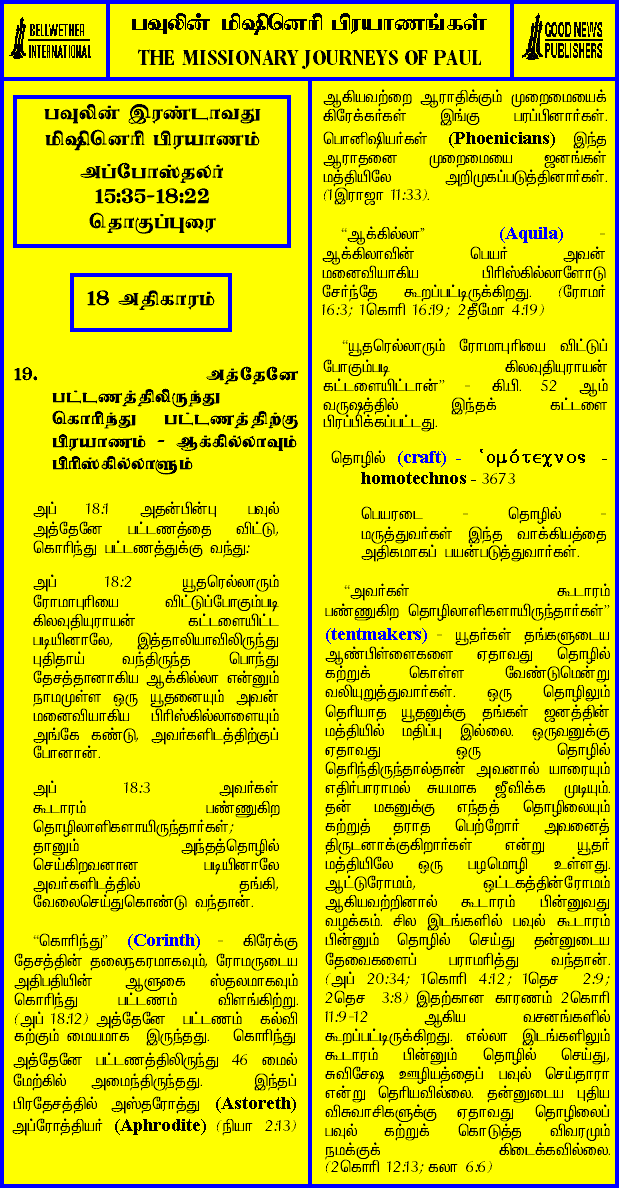 BELLWETHER
INTERNATIONAL
பவுலின் மிஷினெரி பிரயாணங்கள்
THE MISSIONARY JOURNEYS OF PAUL
GOOD NEWS
PUBLISHERS
பவுலின் இரண்டாவது
மிஷினெரி பிரயாணம்
அப்போஸ்தலர்
15:35-18:22
தொகுப்புரை
18 அதிகாரம்
19. அத்தேனே
பட்டணத்திலிருந்து
கொரிந்து பட்டணத்திற்கு
பிரயாணம் - ஆக்கில்லாவும்
பிரிஸ்கில்லாளும்
அப் 18:1 அதன்பின்பு பவுல்
அத்தேனே பட்டணத்தை விட்டு,
கொரிந்து பட்டணத்துக்கு வந்து;
அப் 18:2 யூதரெல்லாரும்
ரோமாபுரியை விட்டுப்போகும்படி
கிலவுதியுராயன் கட்டளையிட்ட
படியினாலே, இத்தாலியாவிலிருந்து
புதிதாய் வந்திருந்த பொந்து
தேசத்தானாகிய ஆக்கில்லா என்னும்
நாமமுள்ள ஒரு யூதனையும் அவன்
மனைவியாகிய பிரிஸ்கில்லாளையும்
அங்கே கண்டு, அவர்களிடத்திற்குப்
போனான்.
அப் 18:3 அவர்கள்
கூடாரம் பண்ணுகிற
தொழிலாளிகளாயிருந்தார்கள்;
தானும் அந்தத்தொழில்
செய்கிறவனான படியினாலே
அவர்களிடத்தில் தங்கி,
வேலைசெய்துகொண்டு வந்தான்.
“கொரிந்து” (Corinth) - கிரேக்கு
தேசத்தின் தலைநகரமாகவும், ரோமருடைய
அதிபதியின் ஆளுகை ஸ்தலமாகவும்
கொரிந்து பட்டணம் விளங்கிற்று.
(அப் 18:12) அத்தேனே பட்டணம் கல்வி
கற்கும் மையமாக இருந்தது. கொரிந்து
அத்தேனே பட்டணத்திலிருந்து 46 மைல்
மேற்கில் அமைந்திருந்தது. இந்தப்
பிரதேசத்தில் அஸ்தரோத்து (Astoreth)
அப்ரோத்தியர் (Aphrodite) (நியா 2:13)
ஆகியவற்றை ஆராதிக்கும் முறைமையைக்
கிரேக்கர்கள் இங்கு பரப்பினார்கள்.
பொனிஷியர்கள் (Phoenicians) இந்த
ஆராதனை முறைமையை ஜனங்கள்
மத்தியிலே அறிமுகப்படுத்தினார்கள்.
(1இராஜா 11:33).
“ஆக்கில்லா” (Aquila) -
ஆக்கிலாவின் பெயர் அவன்
மனைவியாகிய பிரிஸ்கில்லாளோடு
சேர்ந்தே கூறப்பட்டிருக்கிறது. (ரோமர்
16:3; 1கொரி 16:19; 2தீமோ 4:19)
“யூதரெல்லாரும் ரோமாபுரியை விட்டுப்
போகும்படி கிலவுதியுராயன்
கட்டளையிட்டான்” - கி.பி. 52 ஆம்
வருஷத்தில் இந்தக் கட்டளை
பிரப்பிக்கப்பட்டது.
தொழில் (craft) - ῾ομότεχνος -
homotechnos - 3673
பெயரடை - தொழில் -
மருத்துவர்கள் இந்த வாக்கியத்தை
அதிகமாகப் பயன்படுத்துவார்கள்.
“அவர்கள் கூடாரம்
பண்ணுகிற தொழிலாளிகளாயிருந்தார்கள்”
(tentmakers) - யூதர்கள் தங்களுடைய
ஆண்பிள்ளைகளை ஏதாவது தொழில்
கற்றுக் கொள்ள வேண்டுமென்று
வலியுறுத்துவார்கள். ஒரு தொழிலும்
தெரியாத யூதனுக்கு தங்கள் ஜனத்தின்
மத்தியில் மதிப்பு இல்லை. ஒருவனுக்கு
ஏதாவது ஒரு தொழில்
தெரிந்திருந்தால்தான் அவனால் யாரையும்
எதிர்பாராமல் சுயமாக ஜீவிக்க முடியும்.
தன் மகனுக்கு எந்தத் தொழிலையும்
கற்றுத் தராத பெற்றோர் அவனைத்
திருடனாக்குகிறார்கள் என்று யூதர்
மத்தியிலே ஒரு பழமொழி உள்ளது.
ஆட்டுரோமம், ஒட்டகத்தின்ரோமம்
ஆகியவற்றினால் கூடாரம் பின்னுவது
வழக்கம். சில இடங்களில் பவுல் கூடாரம்
பின்னும் தொழில் செய்து தன்னுடைய
தேவைகளைப் பராமரித்து வந்தான்.
(அப் 20:34; 1கொரி 4:12; 1தெச 2:9;
2தெச 3:8) இதற்கான காரணம் 2கொரி
11:9-12 ஆகிய வசனங்களில்
கூறப்பட்டிருக்கிறது. எல்லா இடங்களிலும்
கூடாரம் பின்னும் தொழில் செய்து,
சுவிசேஷ ஊழியத்தைப் பவுல் செய்தாரா
என்று தெரியவில்லை. தன்னுடைய புதிய
விசுவாசிகளுக்கு ஏதாவது தொழிலைப்
பவுல் கற்றுக் கொடுத்த விவரமும்
நமக்குக் கிடைக்கவில்லை.
(2கொரி 12:13; கலா 6:6)